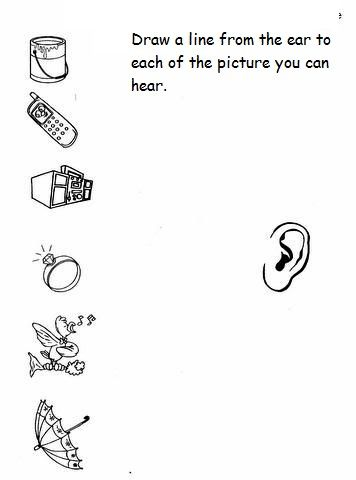 Draw a line from the ear to
each of the picture you can
hear.